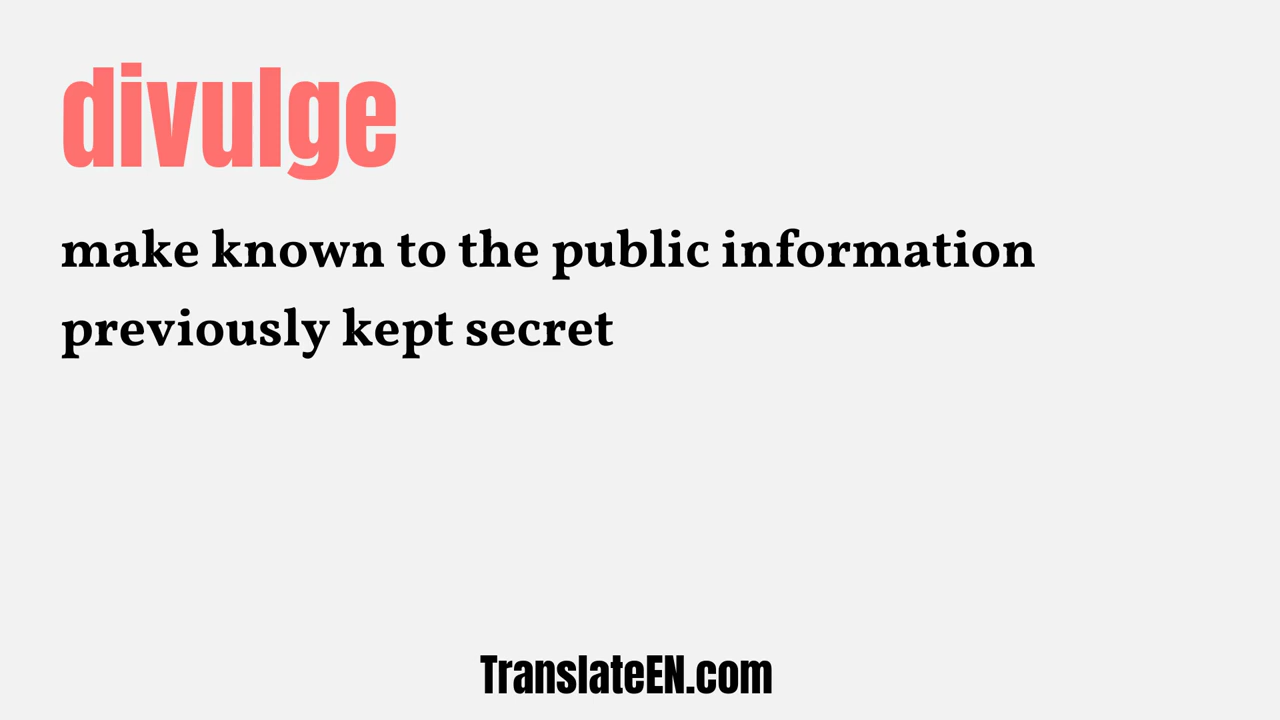 divulge
make known to the public information
previously kept secret
TranslateEN.com